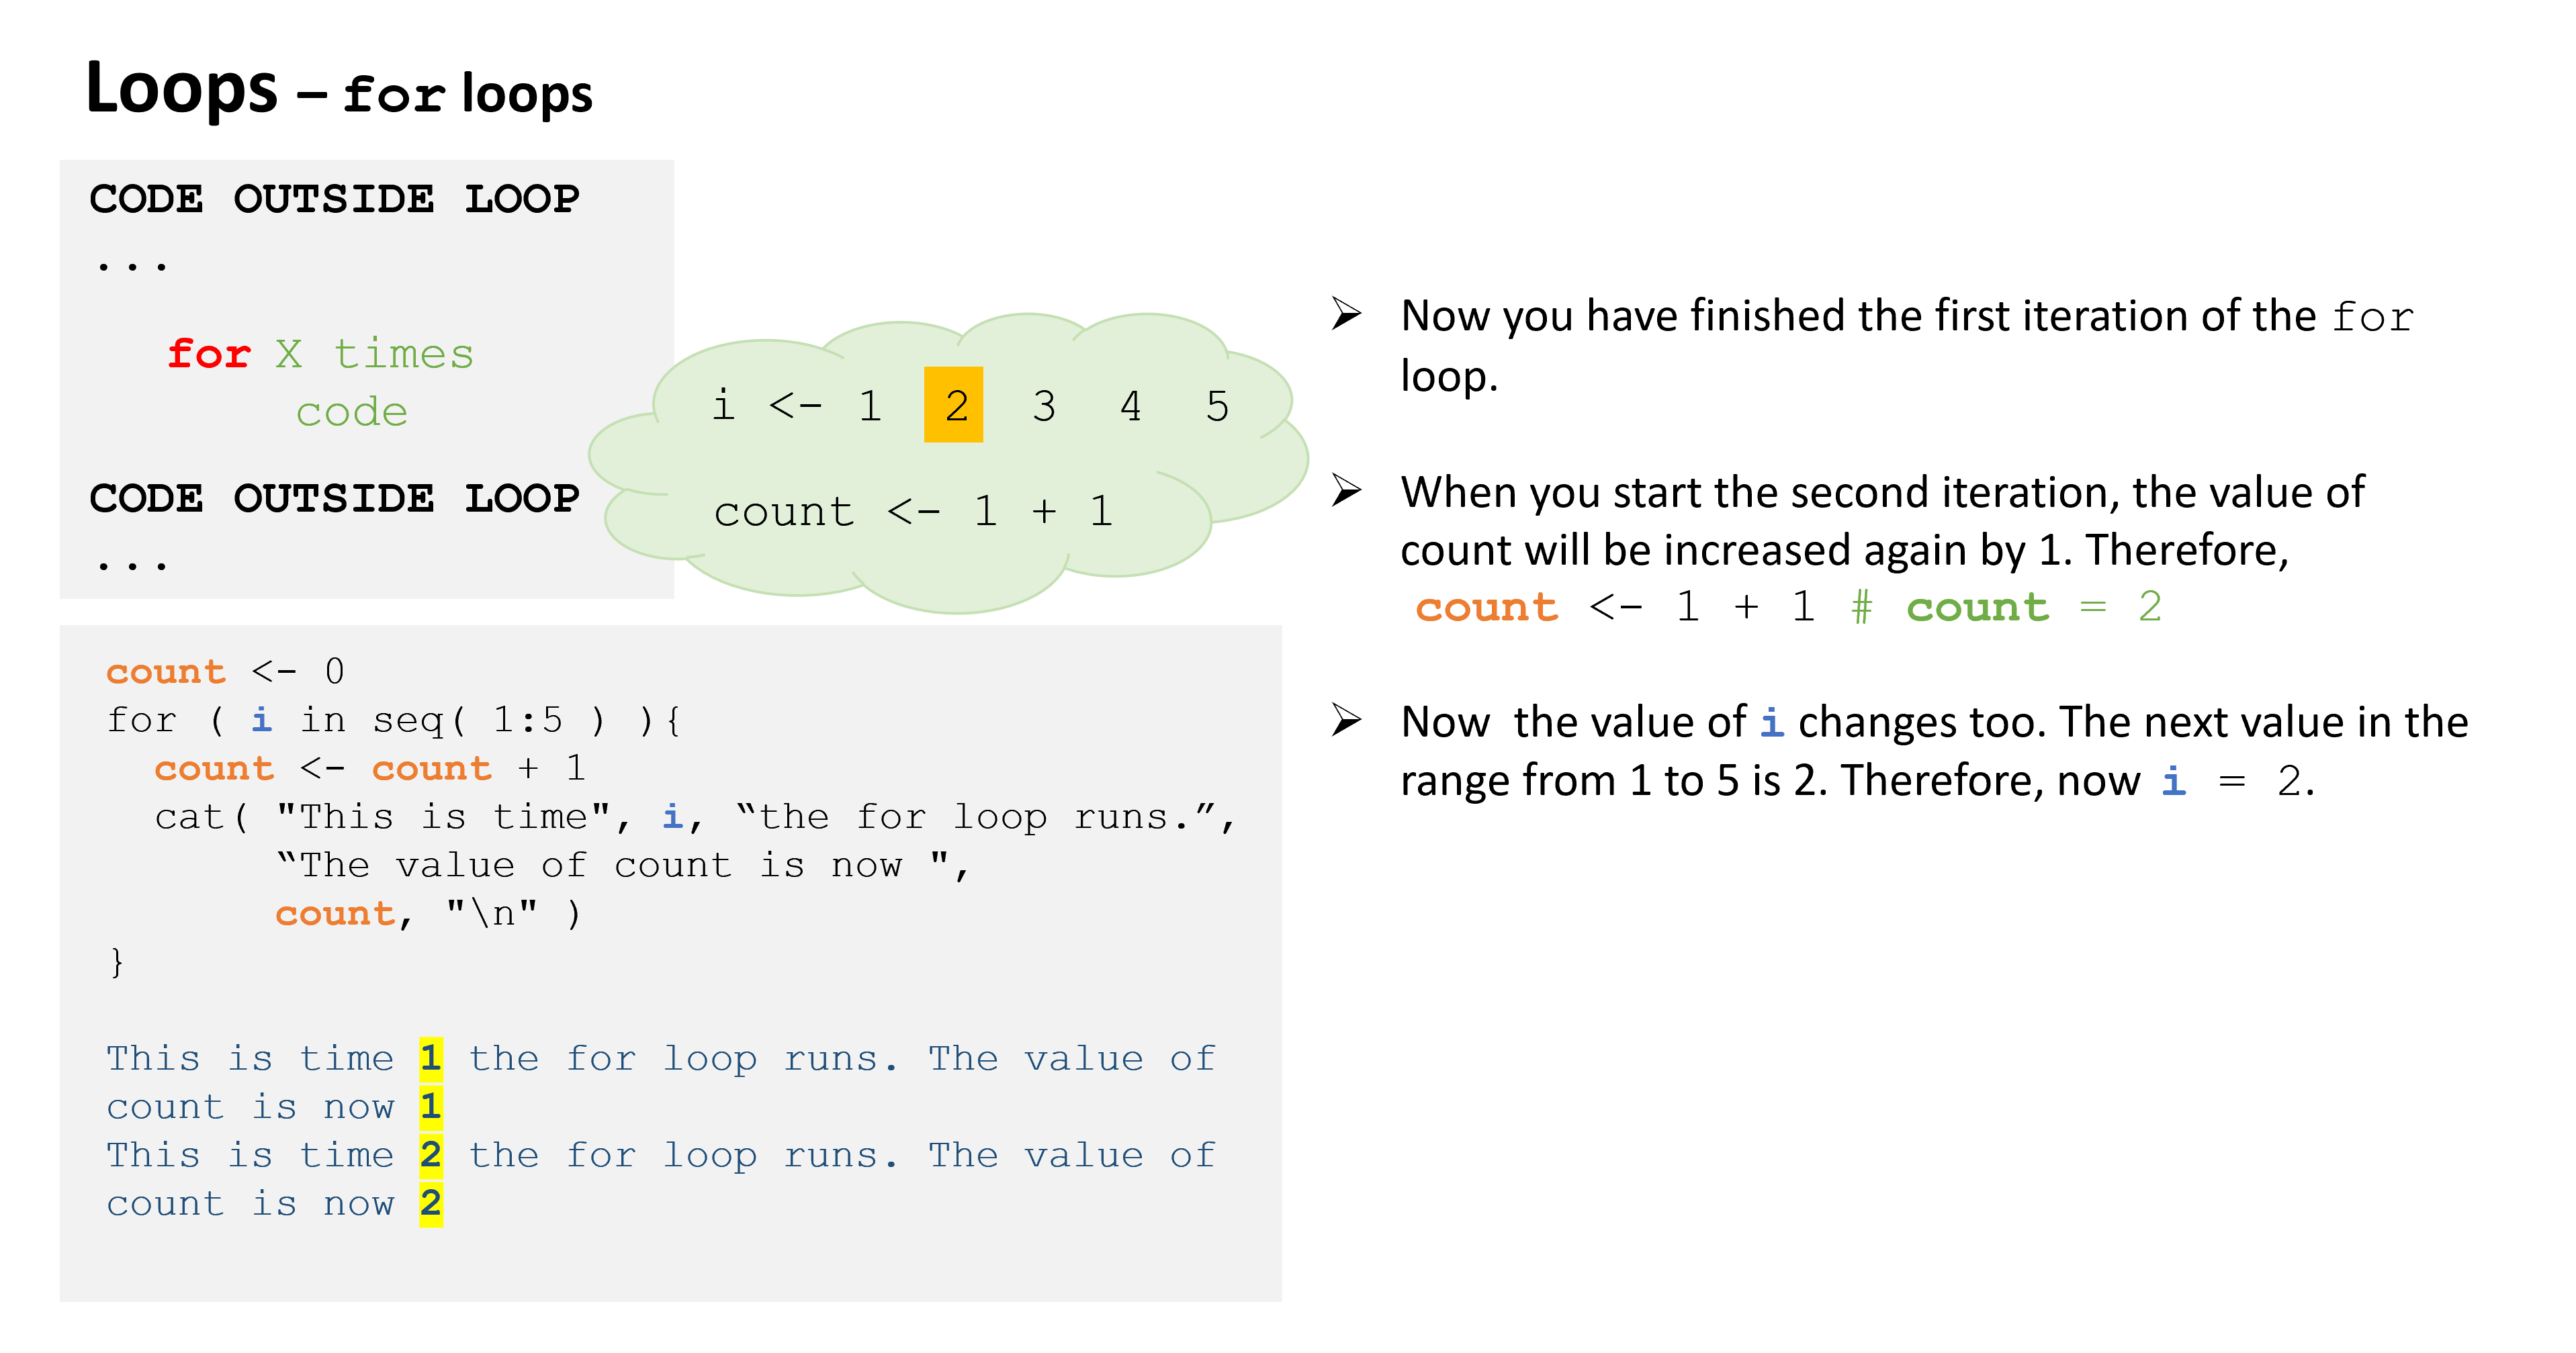 Loops – for loops
CODE OUTSIDE LOOP
...
for X times
code
CODE OUTSIDE LOOP
...
i <- 1 2 3 4 5
count <- 1 + 1
count <- 0
for ( i in seq( 1:5 ) ){
count <- count + 1
cat( "This is time", i, “the for loop runs.”,
“The value of count is now ",
count, "\n" )
}
This is time 1 the for loop runs. The value of
count is now 1
This is time 2 the for loop runs. The value of
count is now 2
➢ Now you have finished the first iteration of the for
loop.
➢ When you start the second iteration, the value of
count will be increased again by 1. Therefore,
count <- 1 + 1 # count = 2
➢ Now the value of i changes too. The next value in the
range from 1 to 5 is 2. Therefore, now i = 2.